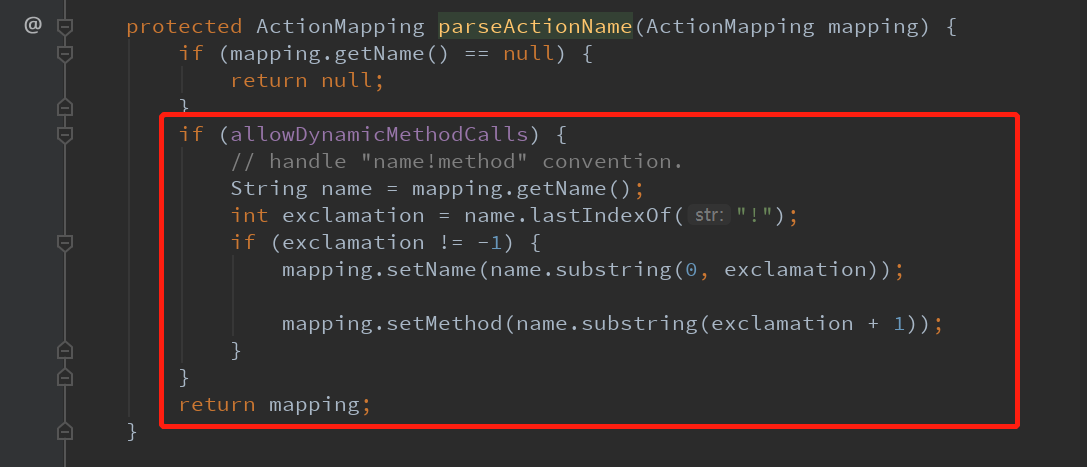 @ protected ActionMapping parseActionName(ActionMapping mapping) {
if (mapping.getName() == null) {
return null;
}
if (allowDynamicMethodCalls) {
// handle "name!method" convention.
String name = mapping.getName();
int exclamation = name.lastIndexOf( str: "!");
if (exclamation != -1) {
mapping.setName(name.substring(0, exclamation));
mapping.setMethod(name.substring(exclamation + 1));
}
}
return mapping;
}